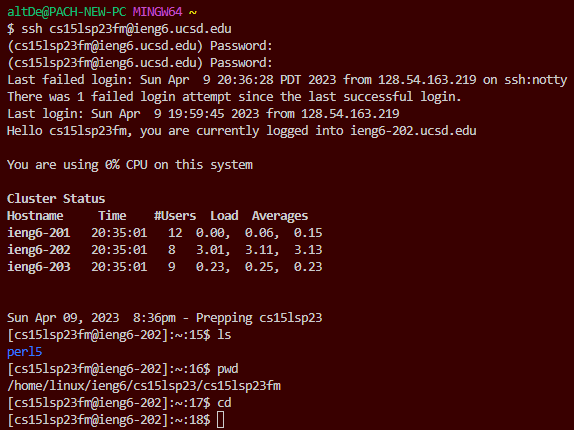 altDe@PACH-NEW-PC MINGW64 ~
$ ssh cs15lsp23fm@ieng6.ucsd.edu
(cs15lsp23fm@ieng6.ucsd.edu) Password:
(cs15lsp23fm@ieng6.ucsd.edu) Password:
Last failed login: Sun Apr  9 20:36:28 PDT 2023 from 128.54.163.219 on ssh:notty
There was 1 failed login attempt since the last successful login.
Last login: Sun Apr  9 19:59:45 2023 from 128.54.163.219
Hello cs15lsp23fm, you are currently logged into ieng6-202.ucsd.edu
You are using 0% CPU on this system
Cluster Status
Hostname     Time    #Users  Load  Averages
ieng6-201   20:35:01   12  0.00,  0.06,  0.15
ieng6-202   20:35:01   8   3.01,  3.11,  3.13
ieng6-203   20:35:01   9   0.23,  0.25,  0.23
Sun Apr 09, 2023  8:36pm - Prepping cs15lsp23
[cs15lsp23fm@ieng6-202]:~:15$ ls
perl5
[cs15lsp23fm@ieng6-202]:~:16$ pwd
/home/linux/ieng6/cs15lsp23/cs15lsp23fm
[cs15lsp23fm@ieng6-202]:~:17$ cd
[cs15lsp23fm@ieng6-202]:~:18$